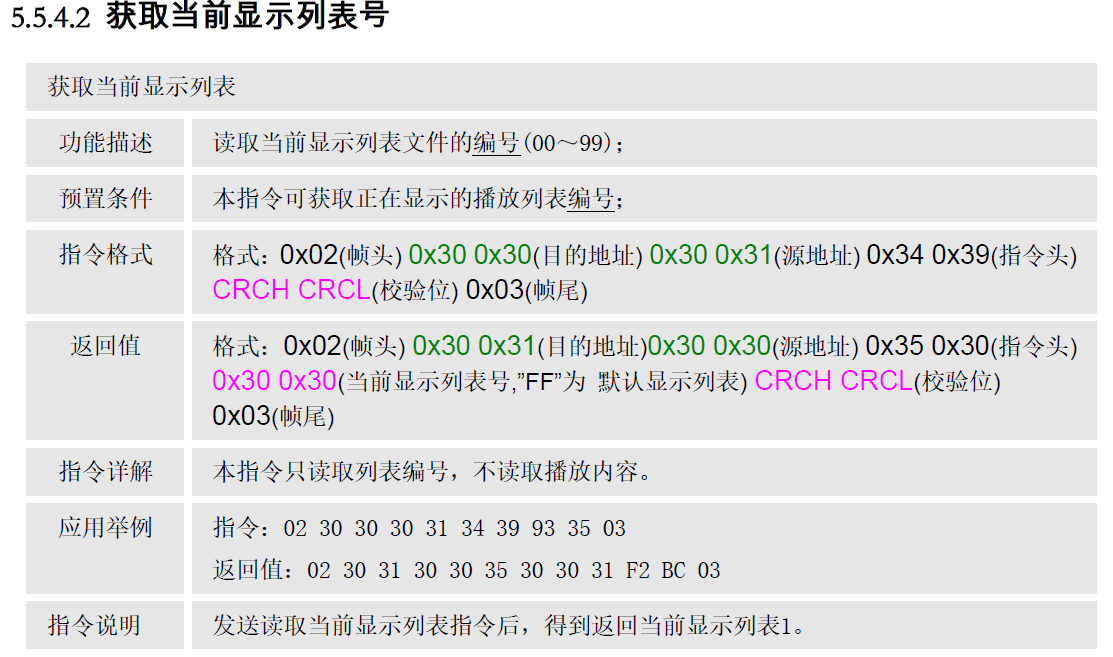 5.5.4.2 获取当前显示列表号
获取当前显示列表
功能描述 读取当前显示列表文件的编号(00～99)；
预置条件 本指令可获取正在显示的播放列表编号；
指令格式 格式：0x02(帧头) 0x30 0x30(目的地址) 0x30 0x31(源地址) 0x34 0x39(指令头)
CRCH CRCL(校验位) 0x03(帧尾)
返回值 格式：0x02(帧头) 0x30 0x31(目的地址)0x30 0x30(源地址) 0x35 0x30(指令头)
0x30 0x30(当前显示列表号,”FF”为 默认显示列表) CRCH CRCL(校验位)
0x03(帧尾)
指令详解 本指令只读取列表编号，不读取播放内容。
应用举例 指令：02 30 30 30 31 34 39 93 35 03
返回值：02 30 31 30 30 35 30 30 31 F2 BC 03
指令说明 发送读取当前显示列表指令后，得到返回当前显示列表1。